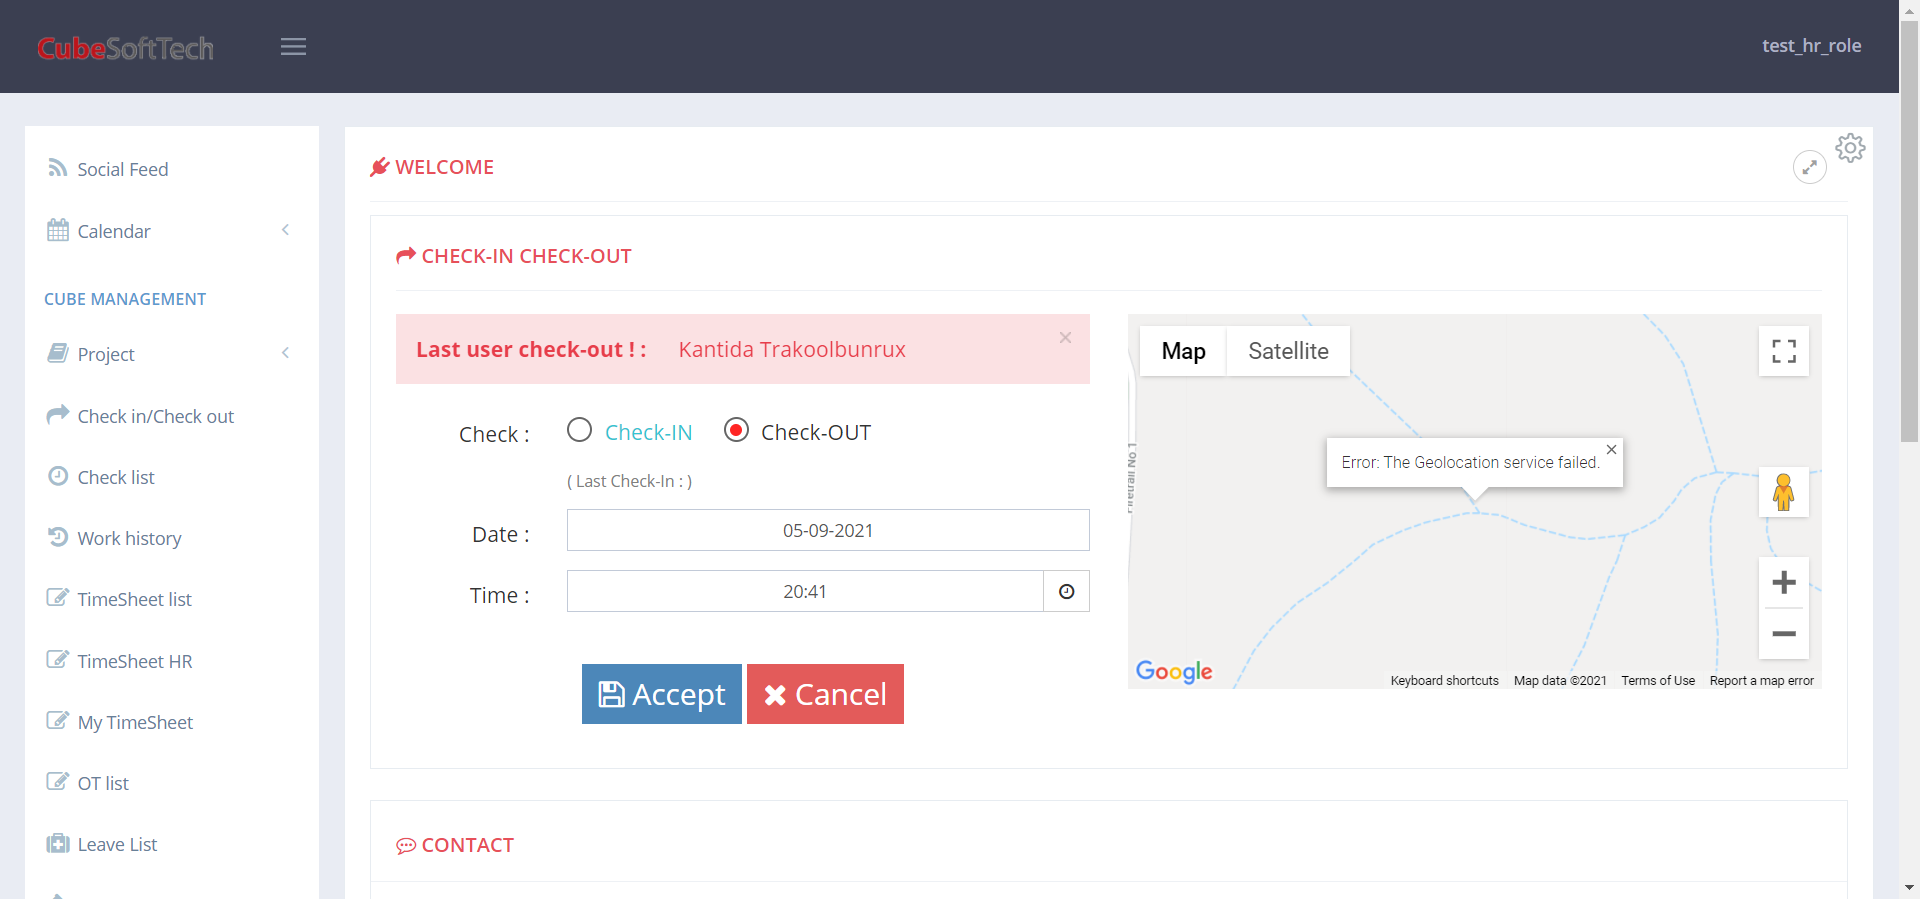 CubeSoftTech
test_hr_role
Social Feed
Calendar
CUBE MANAGEMENT
Project
Check in/Check out
Check list
Work history
TimeSheet list
TimeSheet HR
My TimeSheet
OT list
Leave List
WELCOME
CHECK-IN CHECK-OUT
Last user check-out ! : Kantida Trakoolbunrux
×
Check : Check-IN Check-OUT
( Last Check-In : )
Date : 05-09-2021
Time : 20:41
Accept Cancel
Map Satellite
Error: The Geolocation service failed.
Firetrail No 1
Google
Keyboard shortcuts Map data ©2021 Terms of Use Report a map error
CONTACT